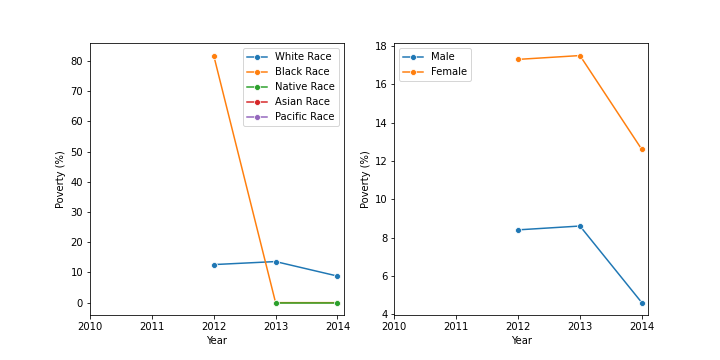 80
70
60
50
40
30
20
10
0
Poverty (%)
2010 2011 2012 2013 2014
Year
White Race
Black Race
Native Race
Asian Race
Pacific Race
18
16
14
12
10
8
6
4
Poverty (%)
2010 2011 2012 2013 2014
Year
Male
Female